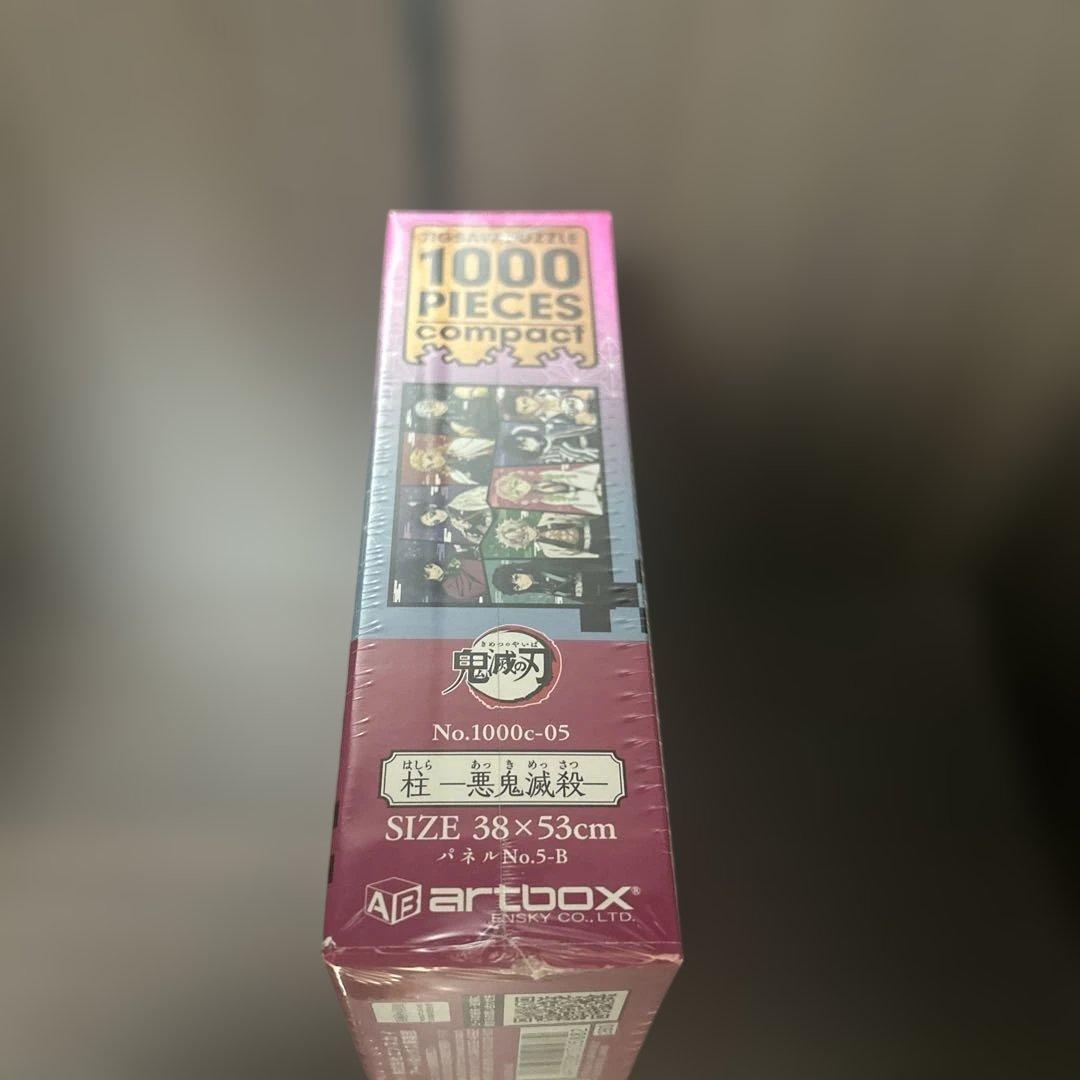 JIGSAW PUZZLE
1000
PIECES
compact
きめつのやいば
鬼滅の刃
No.1000c-05
はしら あっ き めっ さつ
柱 ―悪鬼滅殺―
SIZE 38×53cm
パネルNo.5-B
AB artbox®
ENSKY CO.,LTD.